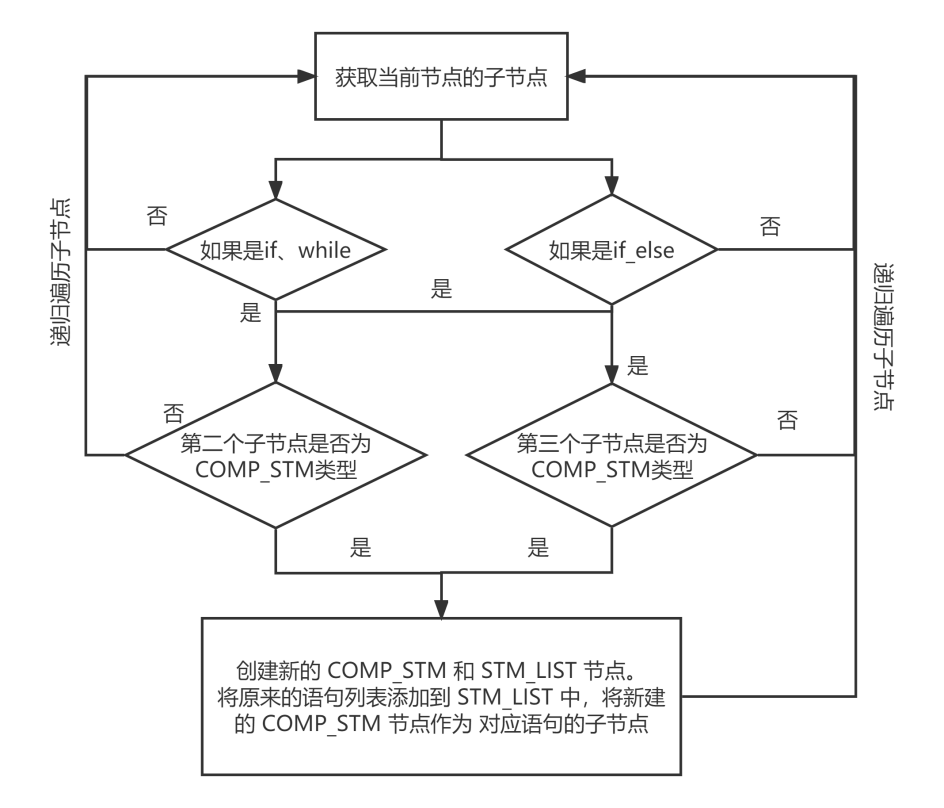 获取当前节点的子节点
否
否
如果是if、while
如果是if_else
递归遍历子节点
递归遍历子节点
是
是
是
否
否
第二个子节点是否为
COMP_STM类型
第三个子节点是否为
COMP_STM类型
是
是
创建新的 COMP_STM 和 STM_LIST 节点。
将原来的语句列表添加到 STM_LIST 中，将新建
的 COMP_STM 节点作为 对应语句的子节点